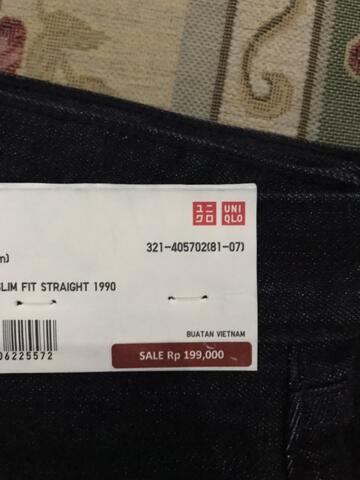 ユニ UNI
クロ QLO
321-405702(81-07)
m)
SLIM FIT STRAIGHT 1990
BUATAN VIETNAM
06225572
SALE Rp 199,000